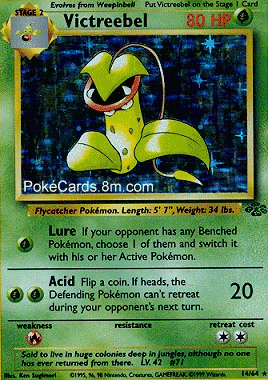 Evolves from Weepinbell Put Victreebel on the Stage 1 Card
STAGE 2
Victreebel 80 HP
PokéCards.8m.com
Flycatcher Pokémon. Length: 5' 7", Weight: 34 lbs.
Lure If your opponent has any Benched
Pokémon, choose 1 of them and switch it
with his or her Active Pokémon.
Acid Flip a coin. If heads, the
Defending Pokémon can't retreat
during your opponent's next turn.
20
weakness resistance retreat cost
Said to live in huge colonies deep in jungles, although no one
has ever returned from there. LV. 42 #71
Illus. Ken Sugimori ©1995, 96, 98 Nintendo, Creatures, GAMEFREAK. ©1999 Wizards. 14/64 ★